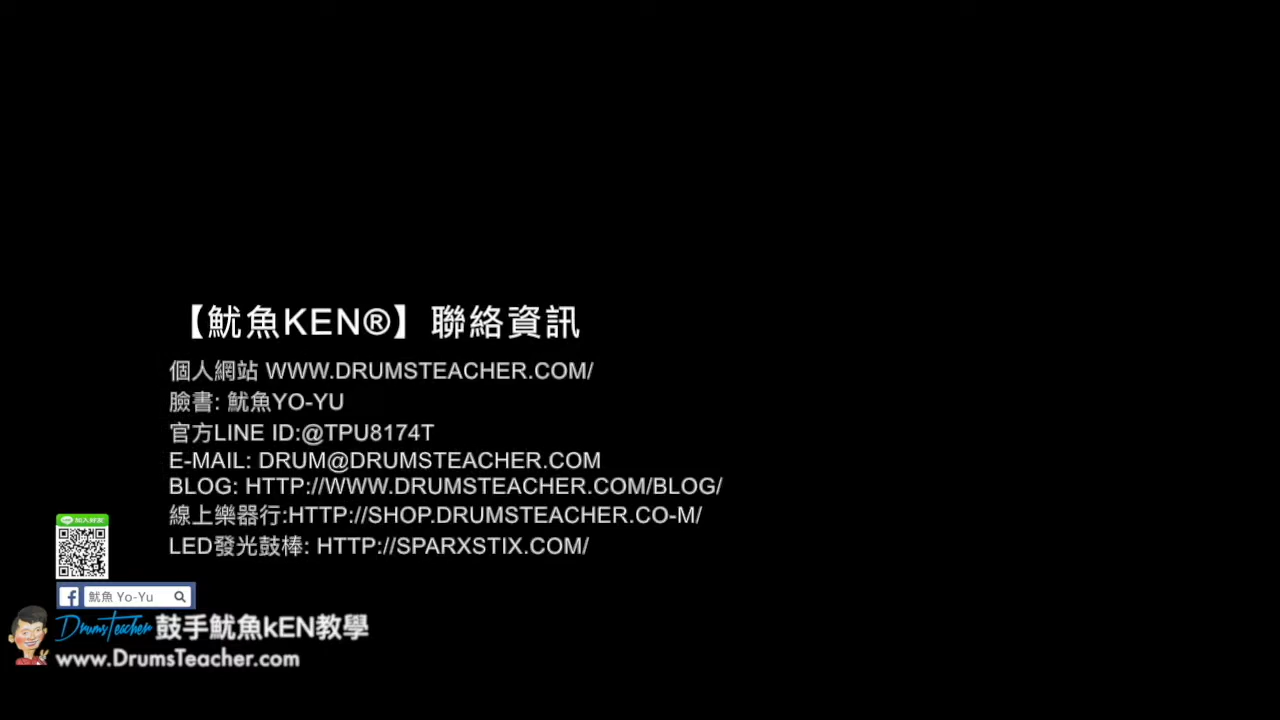 【魷魚KEN®】聯絡資訊
個人網站 WWW.DRUMSTEACHER.COM/
臉書: 魷魚YO-YU
官方LINE ID:@TPU8174T
E-MAIL: DRUM@DRUMSTEACHER.COM
BLOG: HTTP://WWW.DRUMSTEACHER.COM/BLOG/
線上樂器行:HTTP://SHOP.DRUMSTEACHER.CO-M/
LED發光鼓棒: HTTP://SPARXSTIX.COM/
加入好友
魷魚 Yo-Yu
DrumsTeacher 鼓手魷魚kEN教學
www.DrumsTeacher.com